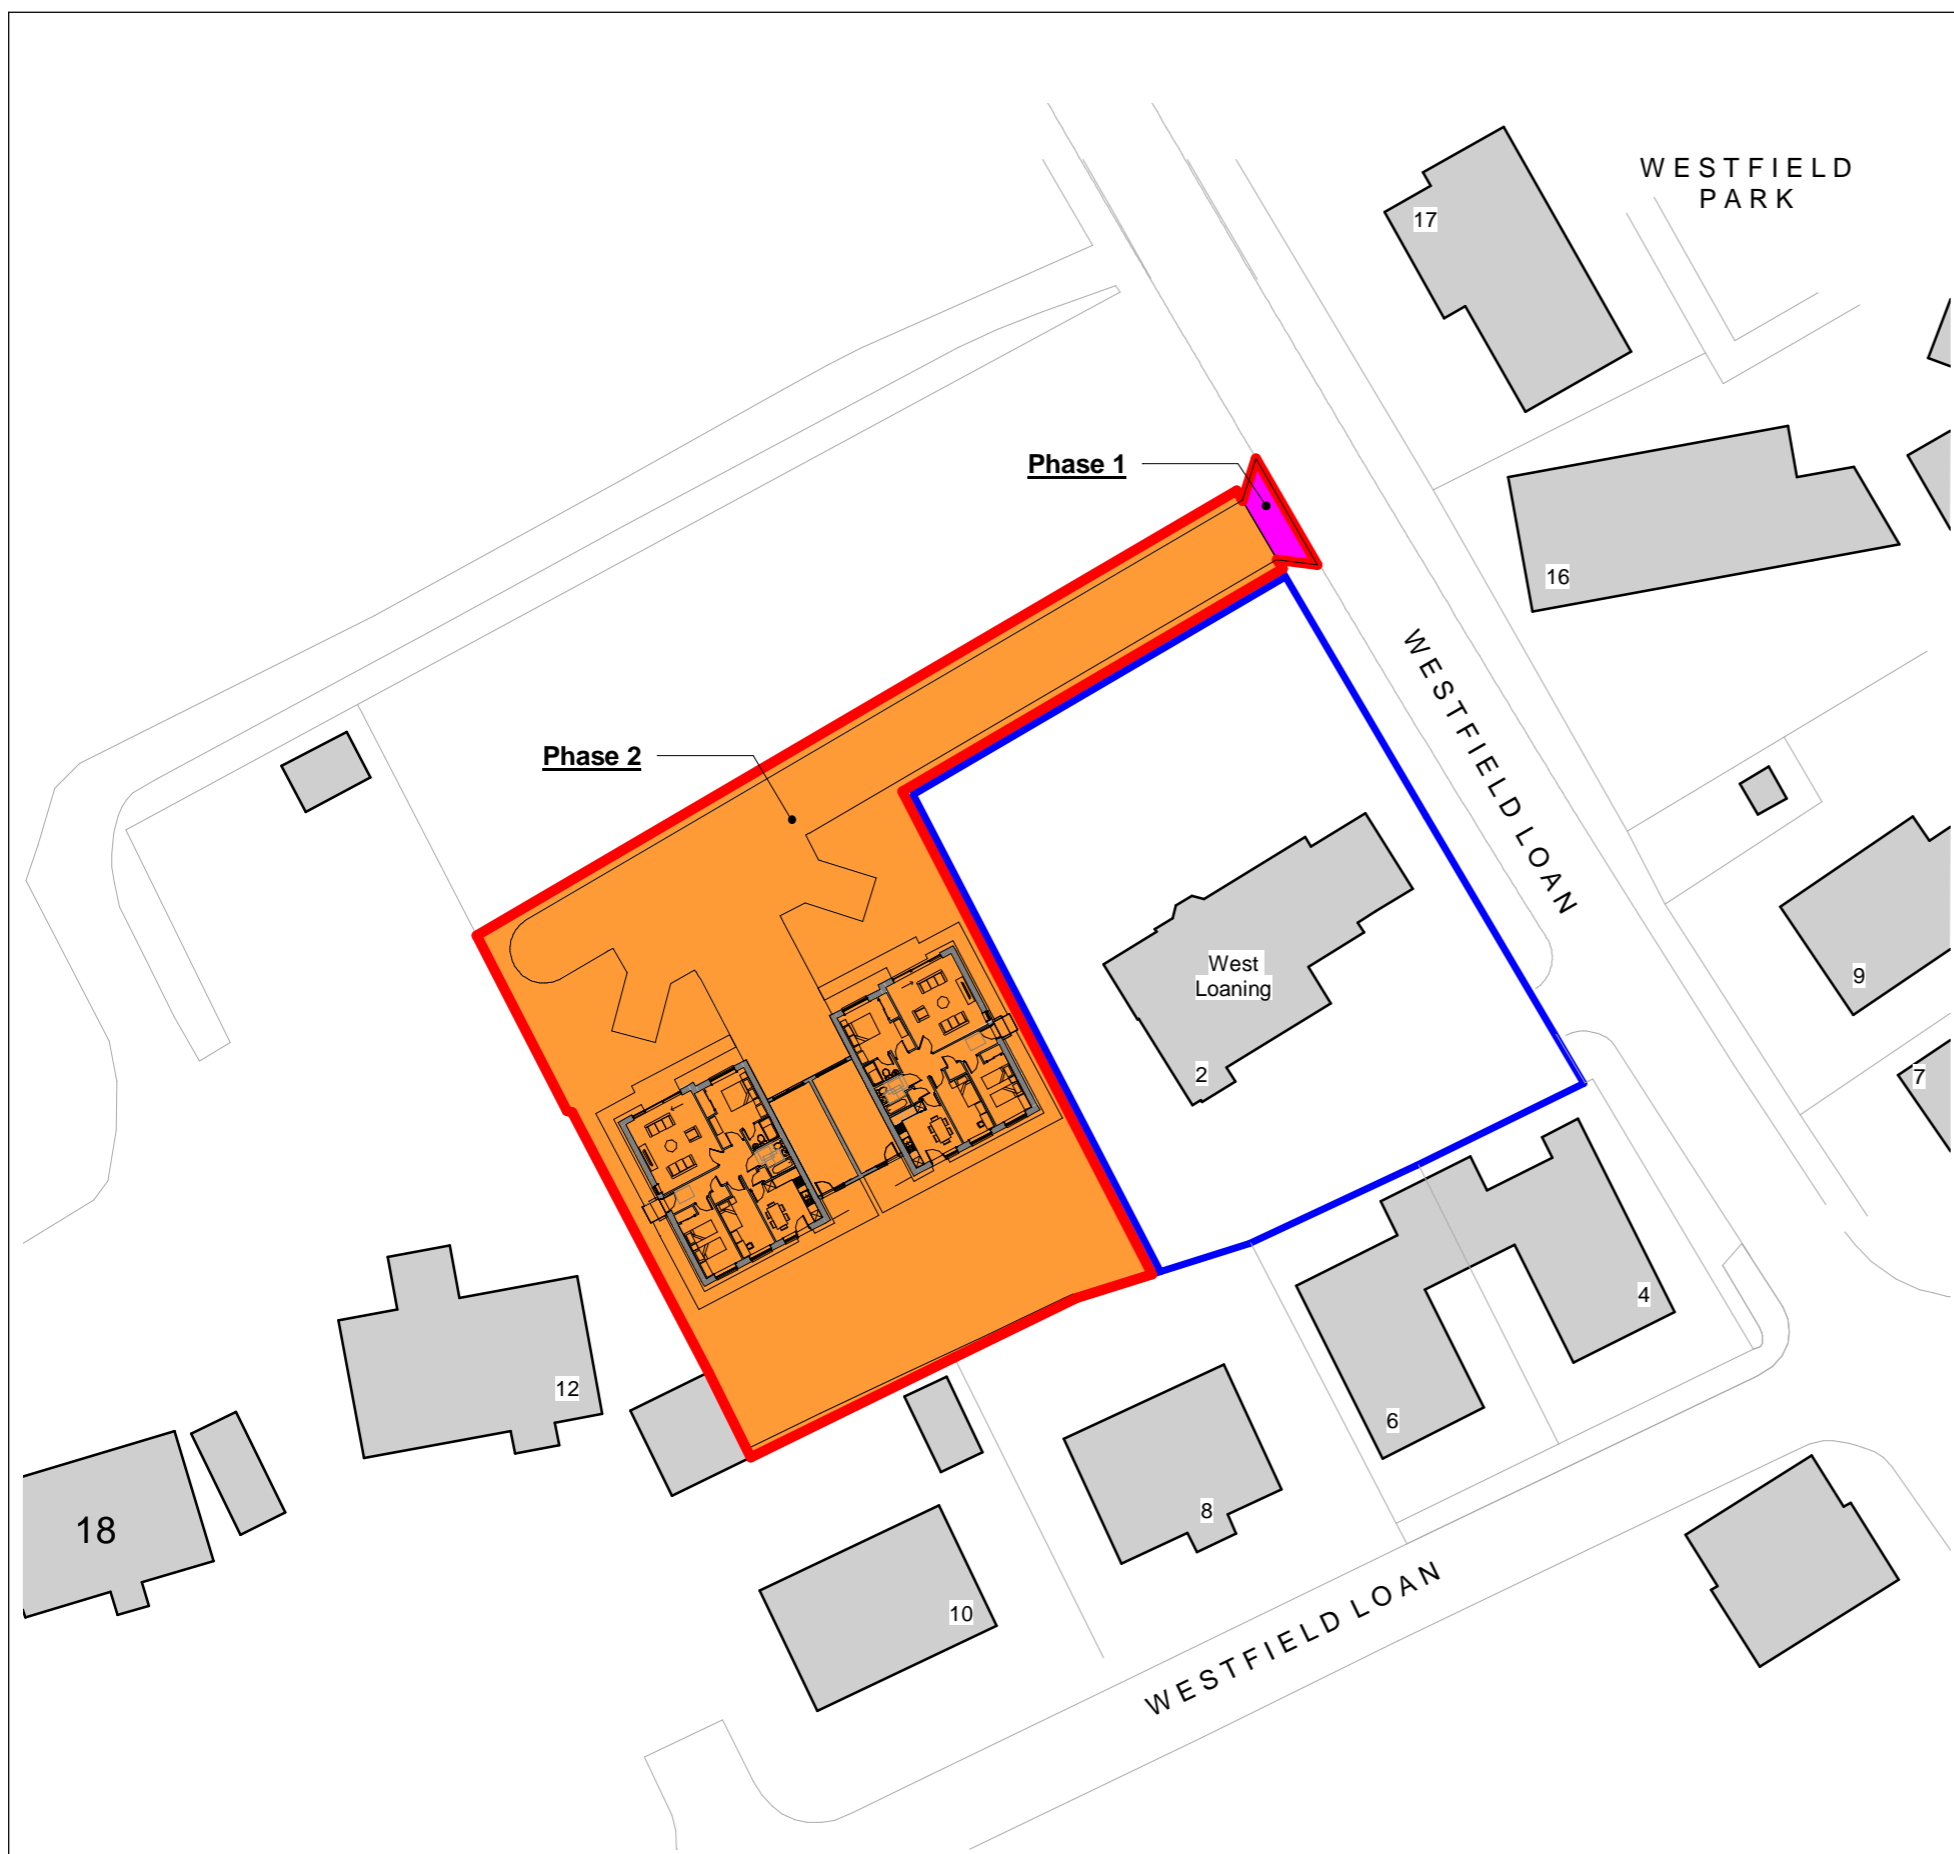 WESTFIELD
PARK
17
Phase 1
16
WESTFIELD LOAN
Phase 2
West
Loaning
9
2
7
4
12
6
8
18
10
WESTFIELD LOAN